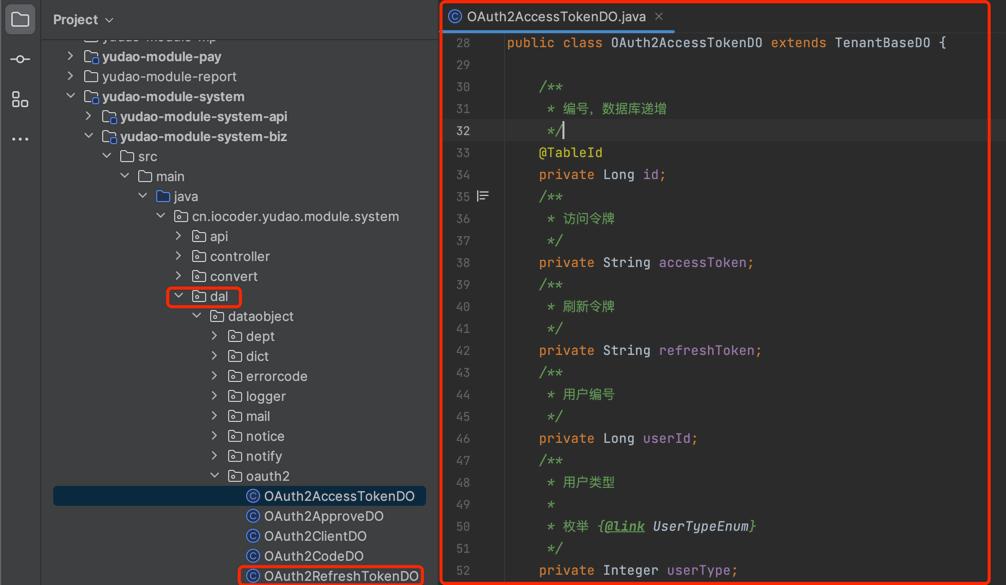 Project
OAuth2AccessTokenDO.java
yudao-module-mp
yudao-module-pay
yudao-module-report
yudao-module-system
yudao-module-system-api
yudao-module-system-biz
src
main
java
cn.iocoder.yudao.module.system
api
controller
convert
dal
dataobject
dept
dict
errorcode
logger
mail
notice
notify
oauth2
OAuth2AccessTokenDO
OAuth2ApproveDO
OAuth2ClientDO
OAuth2CodeDO
OAuth2RefreshTokenDO
28 public class OAuth2AccessTokenDO extends TenantBaseDO {
29
30 /**
31 * 编号，数据库递增
32 */
33 @TableId
34 private Long id;
35 /**
36 * 访问令牌
37 */
38 private String accessToken;
39 /**
40 * 刷新令牌
41 */
42 private String refreshToken;
43 /**
44 * 用户编号
45 */
46 private Long userId;
47 /**
48 * 用户类型
49 *
50 * 枚举 {@link UserTypeEnum}
51 */
52 private Integer userType;